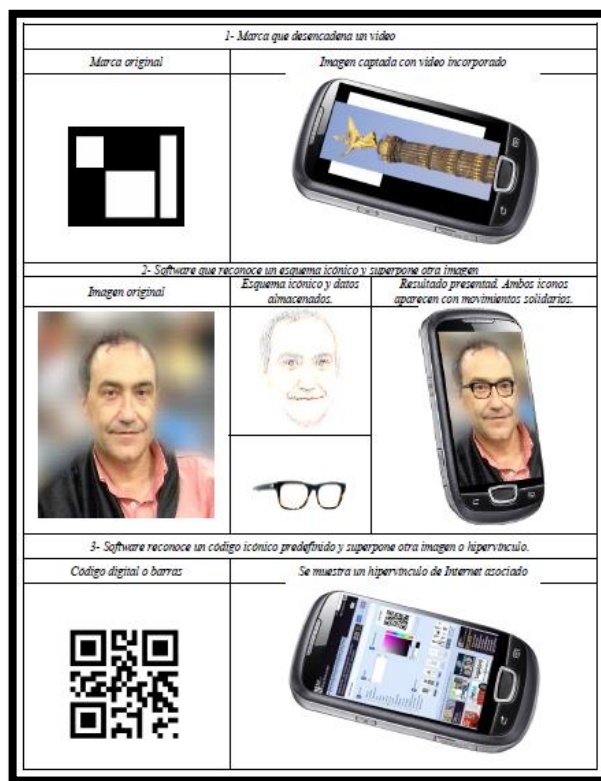 1- Marca que desencadena un video
Marca original
Imagen captada con video incorporado
2- Software que reconoce un esquema icónico y superpone otra imagen
Imagen original
Esquema icónico y datos
almacenados.
Resultado presentad. Ambos iconos
aparecen con movimientos solidarios.
3- Software reconoce un código icónico predefinido y superpone otra imagen o hipervínculo.
Código digital o barras
Se muestra un hipervínculo de Internet asociado